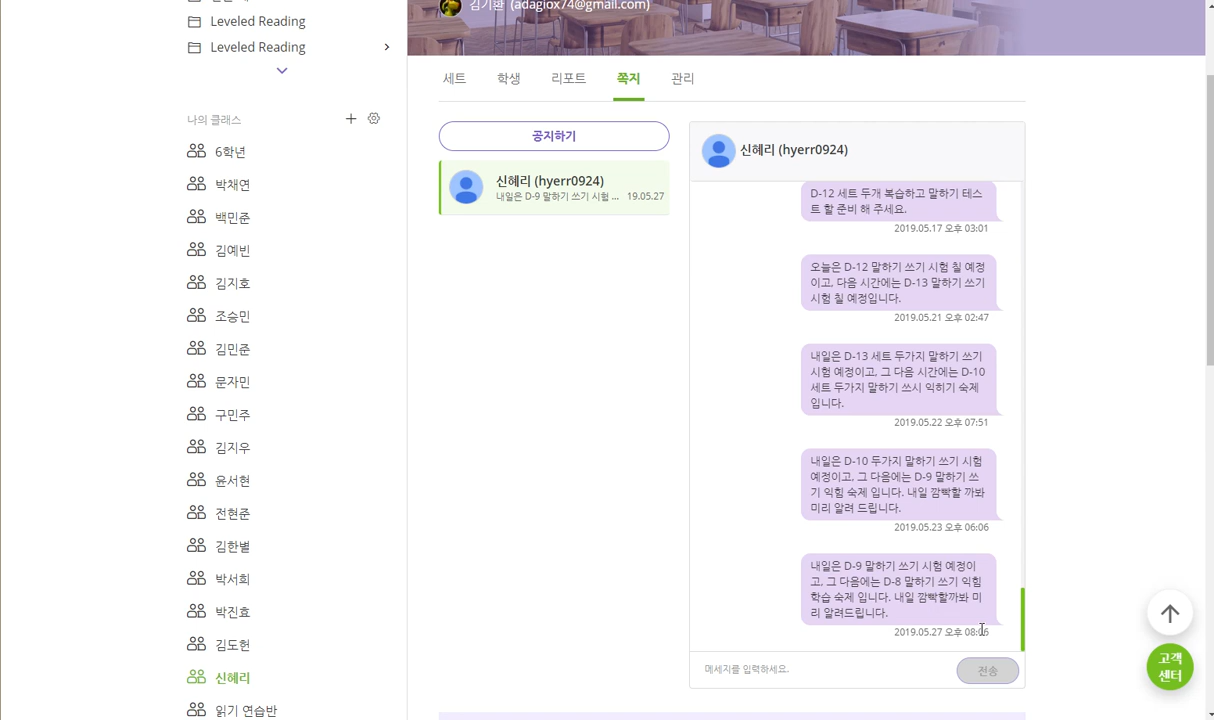 Leveled Reading
Leveled Reading
나의 클래스
6학년
박채연
백민준
김예빈
김지호
조승민
김민준
문자민
구민주
김지우
윤서현
전현준
김한별
박서희
박진효
김도헌
신혜리
읽기 연습반
김기환 (adagiox74@gmail.com)
세트 학생 리포트 쪽지 관리
공지하기
신혜리 (hyerr0924)
내일은 D-9 말하기 쓰기 시험 ... 19.05.27
신혜리 (hyerr0924)
D-12 세트 두개 복습하고 말하기 테스
트 할 준비 해 주세요.
2019.05.17 오후 03:01
오늘은 D-12 말하기 쓰기 시험 칠 예정
이고, 다음 시간에는 D-13 말하기 쓰기
시험 칠 예정입니다.
2019.05.21 오후 02:47
내일은 D-13 세트 두가지 말하기 쓰기
시험 예정이고, 그 다음 시간에는 D-10
세트 두가지 말하기 쓰시 익히기 숙제
입니다.
2019.05.22 오후 07:51
내일은 D-10 두가지 말하기 쓰기 시험
예정이고, 그 다음에는 D-9 말하기 쓰
기 익힘 숙제 입니다. 내일 깜빡할 까봐
미리 알려 드립니다.
2019.05.23 오후 06:06
내일은 D-9 말하기 쓰기 시험 예정이
고, 그 다음에는 D-8 말하기 쓰기 익힘
학습 숙제 입니다. 내일 깜빡할까봐 미
리 알려드립니다.
2019.05.27 오후
메세지를 입력하세요.
전송
고객
센터